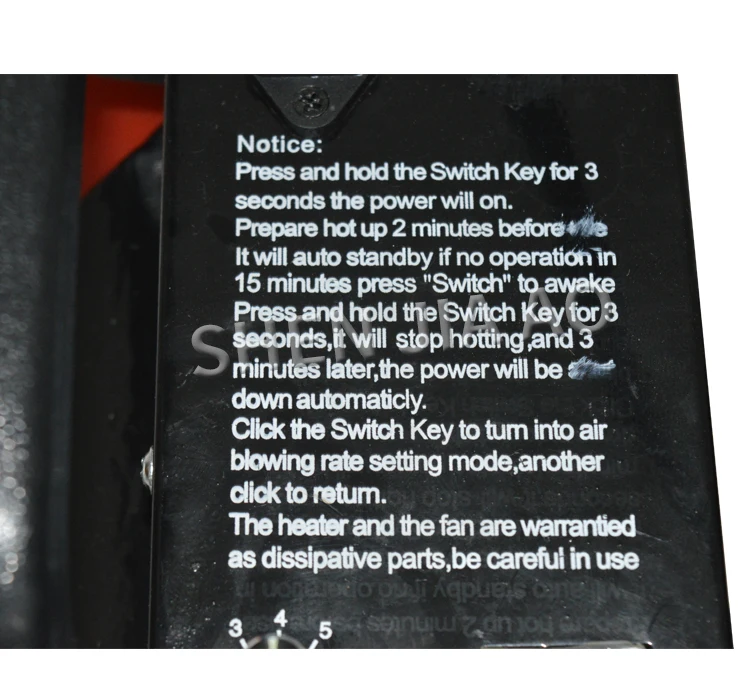 Notice:
Press and hold the Switch Key for 3
seconds the power will on.
Prepare hot up 2 minutes before
It will auto standby if no operation in
15 minutes press "Switch" to awake
Press and hold the Switch Key for 3
seconds,it will stop hotting,and 3
minutes later,the power will be
down automaticly.
Click the Switch Key to turn into air
blowing rate setting mode,another
click to return.
The heater and the fan are warrantied
as dissipative parts,be careful in use
3 4 5
SHEN JIA AO